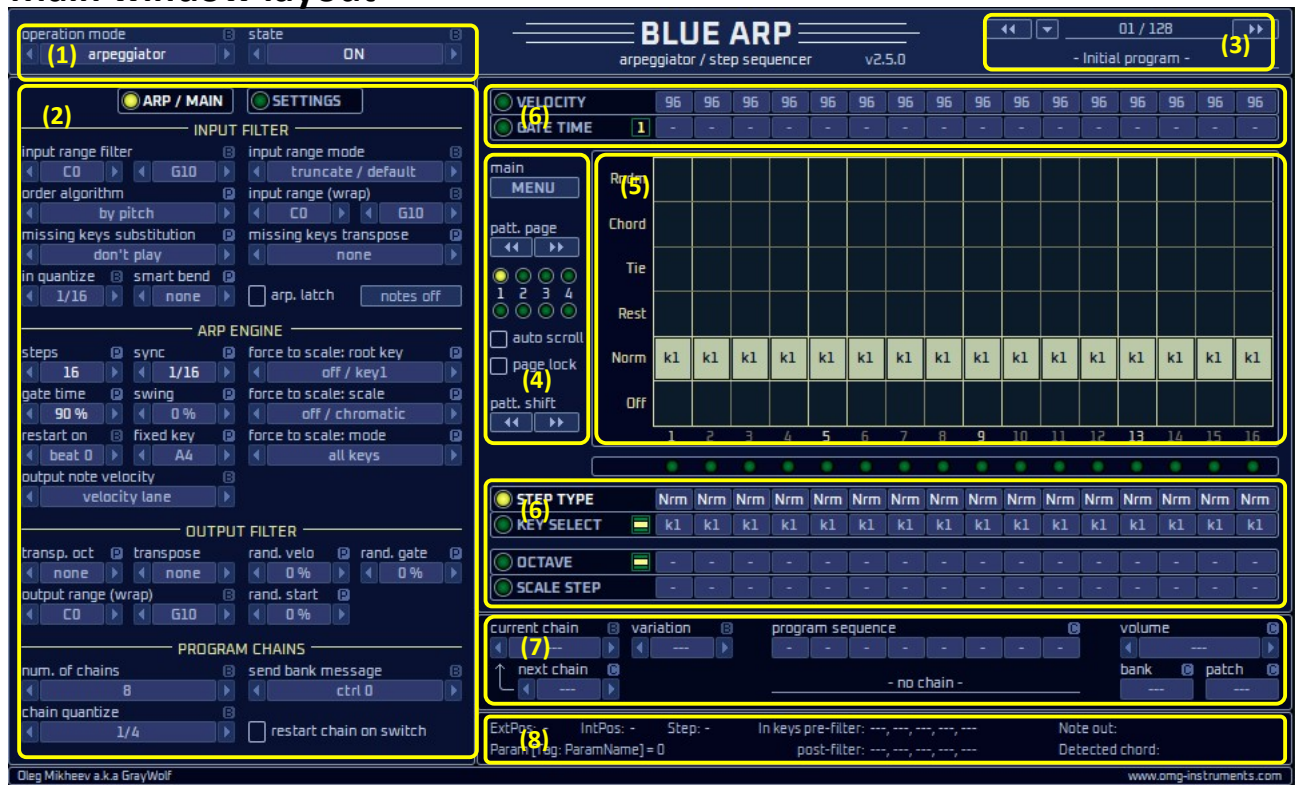 main window layout
operation mode B state B
arpeggiator ON
(1)
BLUE ARP
arpeggiator / step sequencer v2.5.0
01 / 128
- Initial program -
(3)
(2)
ARP / MAIN SETTINGS
INPUT FILTER
input range filter B input range mode B
C0 G10 truncate / default
order algorithm P input range (wrap) B
by pitch C0 G10
missing keys substitution P missing keys transpose P
don't play none
in quantize B smart bend P
1/16 none arp. latch notes off
ARP ENGINE
steps P sync P force to scale: root key P
16 1/16 off / key1
gate time P swing P force to scale: scale P
90 % 0 % off / chromatic
restart on B fixed key P force to scale: mode P
beat 0 A4 all keys
output note velocity B
velocity lane
OUTPUT FILTER
transp. oct P transpose rand. velo P rand. gate P
none none 0 % 0 %
output range (wrap) B rand. start P
C0 G10 0 %
PROGRAM CHAINS
num. of chains B send bank message B
8 ctrl 0
chain quantize B
1/4 restart chain on switch
VELOCITY 96 96 96 96 96 96 96 96 96 96 96 96 96 96 96 96
(6)
GATE TIME 1 - - - - - - - - - - - - - - - -
main
MENU
patt. page
1 2 3 4
auto scroll
page lock
(4)
patt. shift
Rndm
(5)
Chord
Tie
Rest
Norm k1 k1 k1 k1 k1 k1 k1 k1 k1 k1 k1 k1 k1 k1 k1 k1
Off
1 2 3 4 5 6 7 8 9 10 11 12 13 14 15 16
STEP TYPE Nrm Nrm Nrm Nrm Nrm Nrm Nrm Nrm Nrm Nrm Nrm Nrm Nrm Nrm Nrm Nrm
(6)
KEY SELECT k1 k1 k1 k1 k1 k1 k1 k1 k1 k1 k1 k1 k1 k1 k1 k1
OCTAVE - - - - - - - - - - - - - - - -
SCALE STEP - - - - - - - - - - - - - - - -
current chain B variation B program sequence C volume C
(7)
--- --- - - - - - - - - ---
next chain C bank C patch C
--- - no chain - --- ---
ExtPos: - IntPos: - Step: - In keys pre-filter: ---, ---, ---, ---, --- Note out:
(8)
Param [Tag: ParamName] = 0 post-filter: ---, ---, ---, ---, --- Detected chord:
Oleg Mikheev a.k.a GrayWolf www.omg-instruments.com